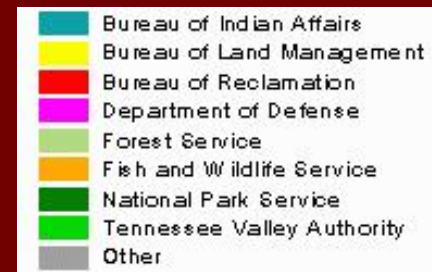 Bureau of Indian Affairs
Bureau of Land Management
Bureau of Reclamation
Department of Defense
Forest Service
Fish and Wildlife Service
National Park Service
Tennessee Valley Authority
Other